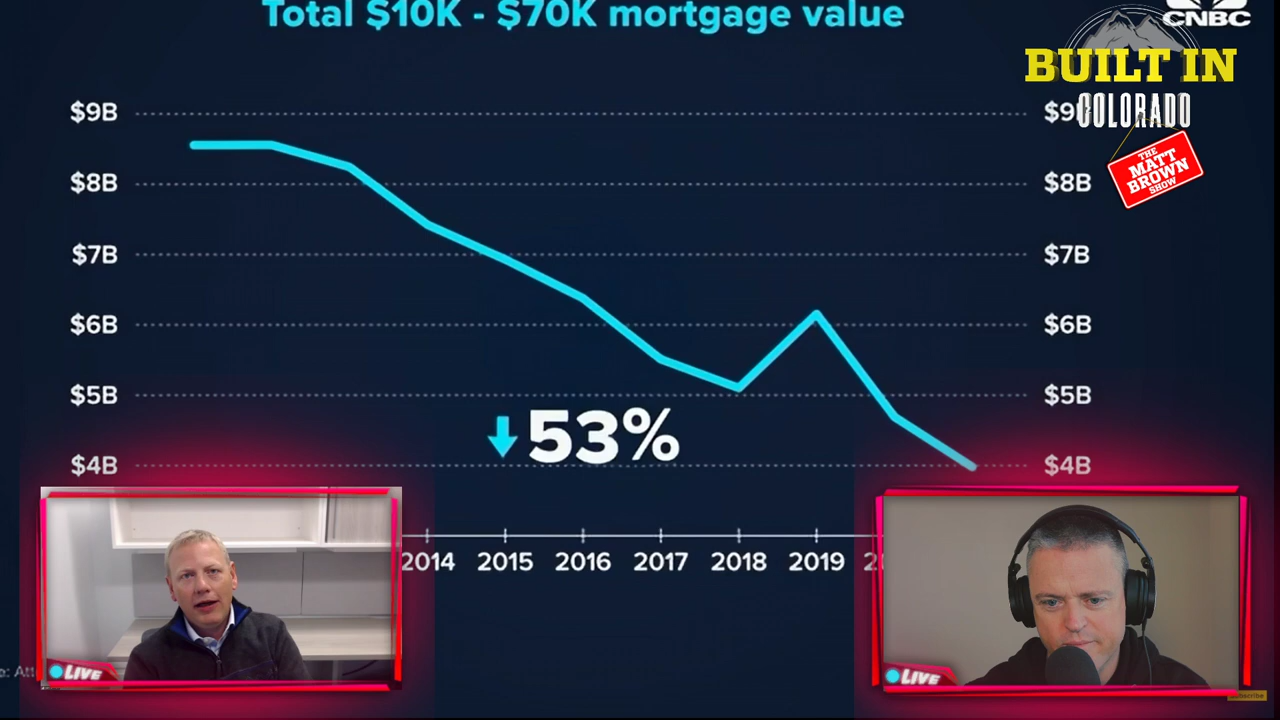 Total $10K - $70K mortgage value
CNBC
BUILT IN
COLORADO
THE
MATT
BROWN
SHOW
$9B
$8B $8B
$7B $7B
$6B $6B
$5B $5B
$4B $4B
53%
2014 2015 2016 2017 2018 2019
LIVE
LIVE
Subscribe